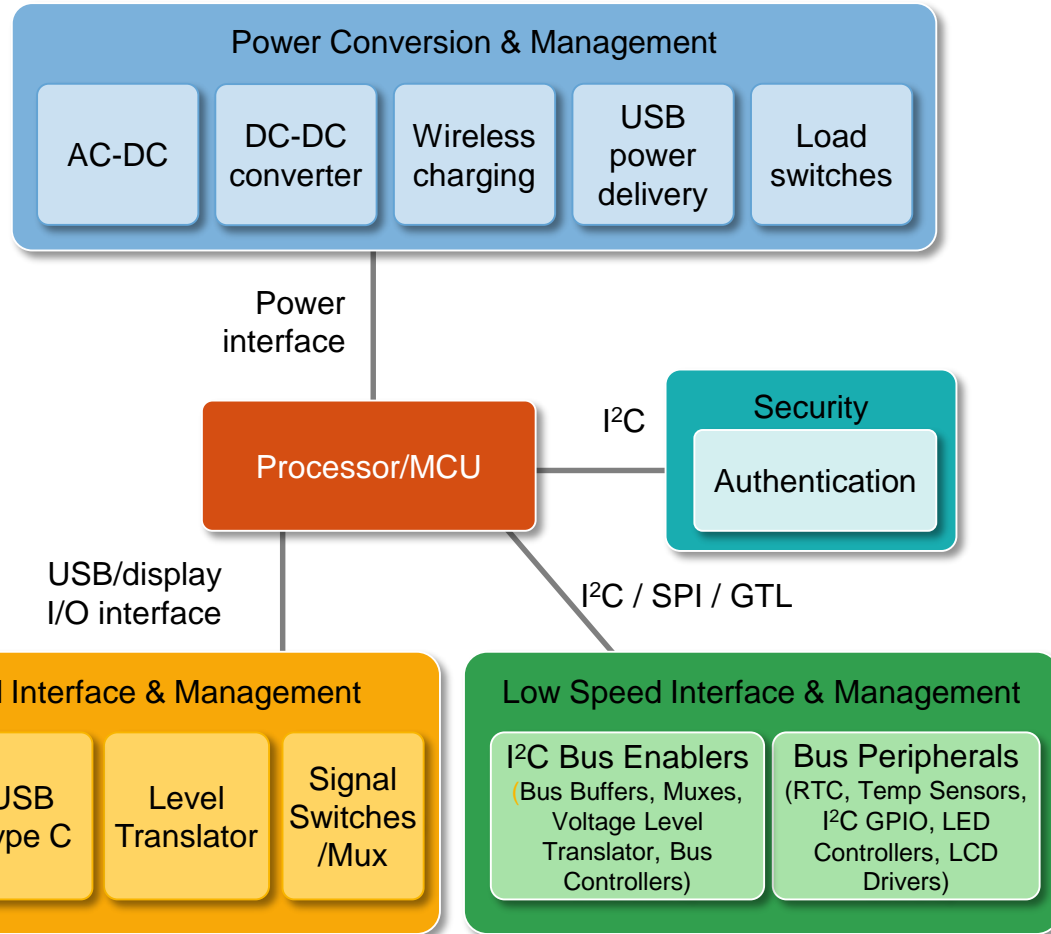 Power Conversion & Management
AC-DC
DC-DC
converter
Wireless
charging
USB
power
delivery
Load
switches
Power
interface
I²C
Security
Authentication
Processor/MCU
USB/display
I/O interface
I²C / SPI / GTL
Interface & Management
USB
ype C
Level
Translator
Signal
Switches
/Mux
Low Speed Interface & Management
I²C Bus Enablers
(Bus Buffers, Muxes,
Voltage Level
Translator, Bus
Controllers)
Bus Peripherals
(RTC, Temp Sensors,
I²C GPIO, LED
Controllers, LCD
Drivers)